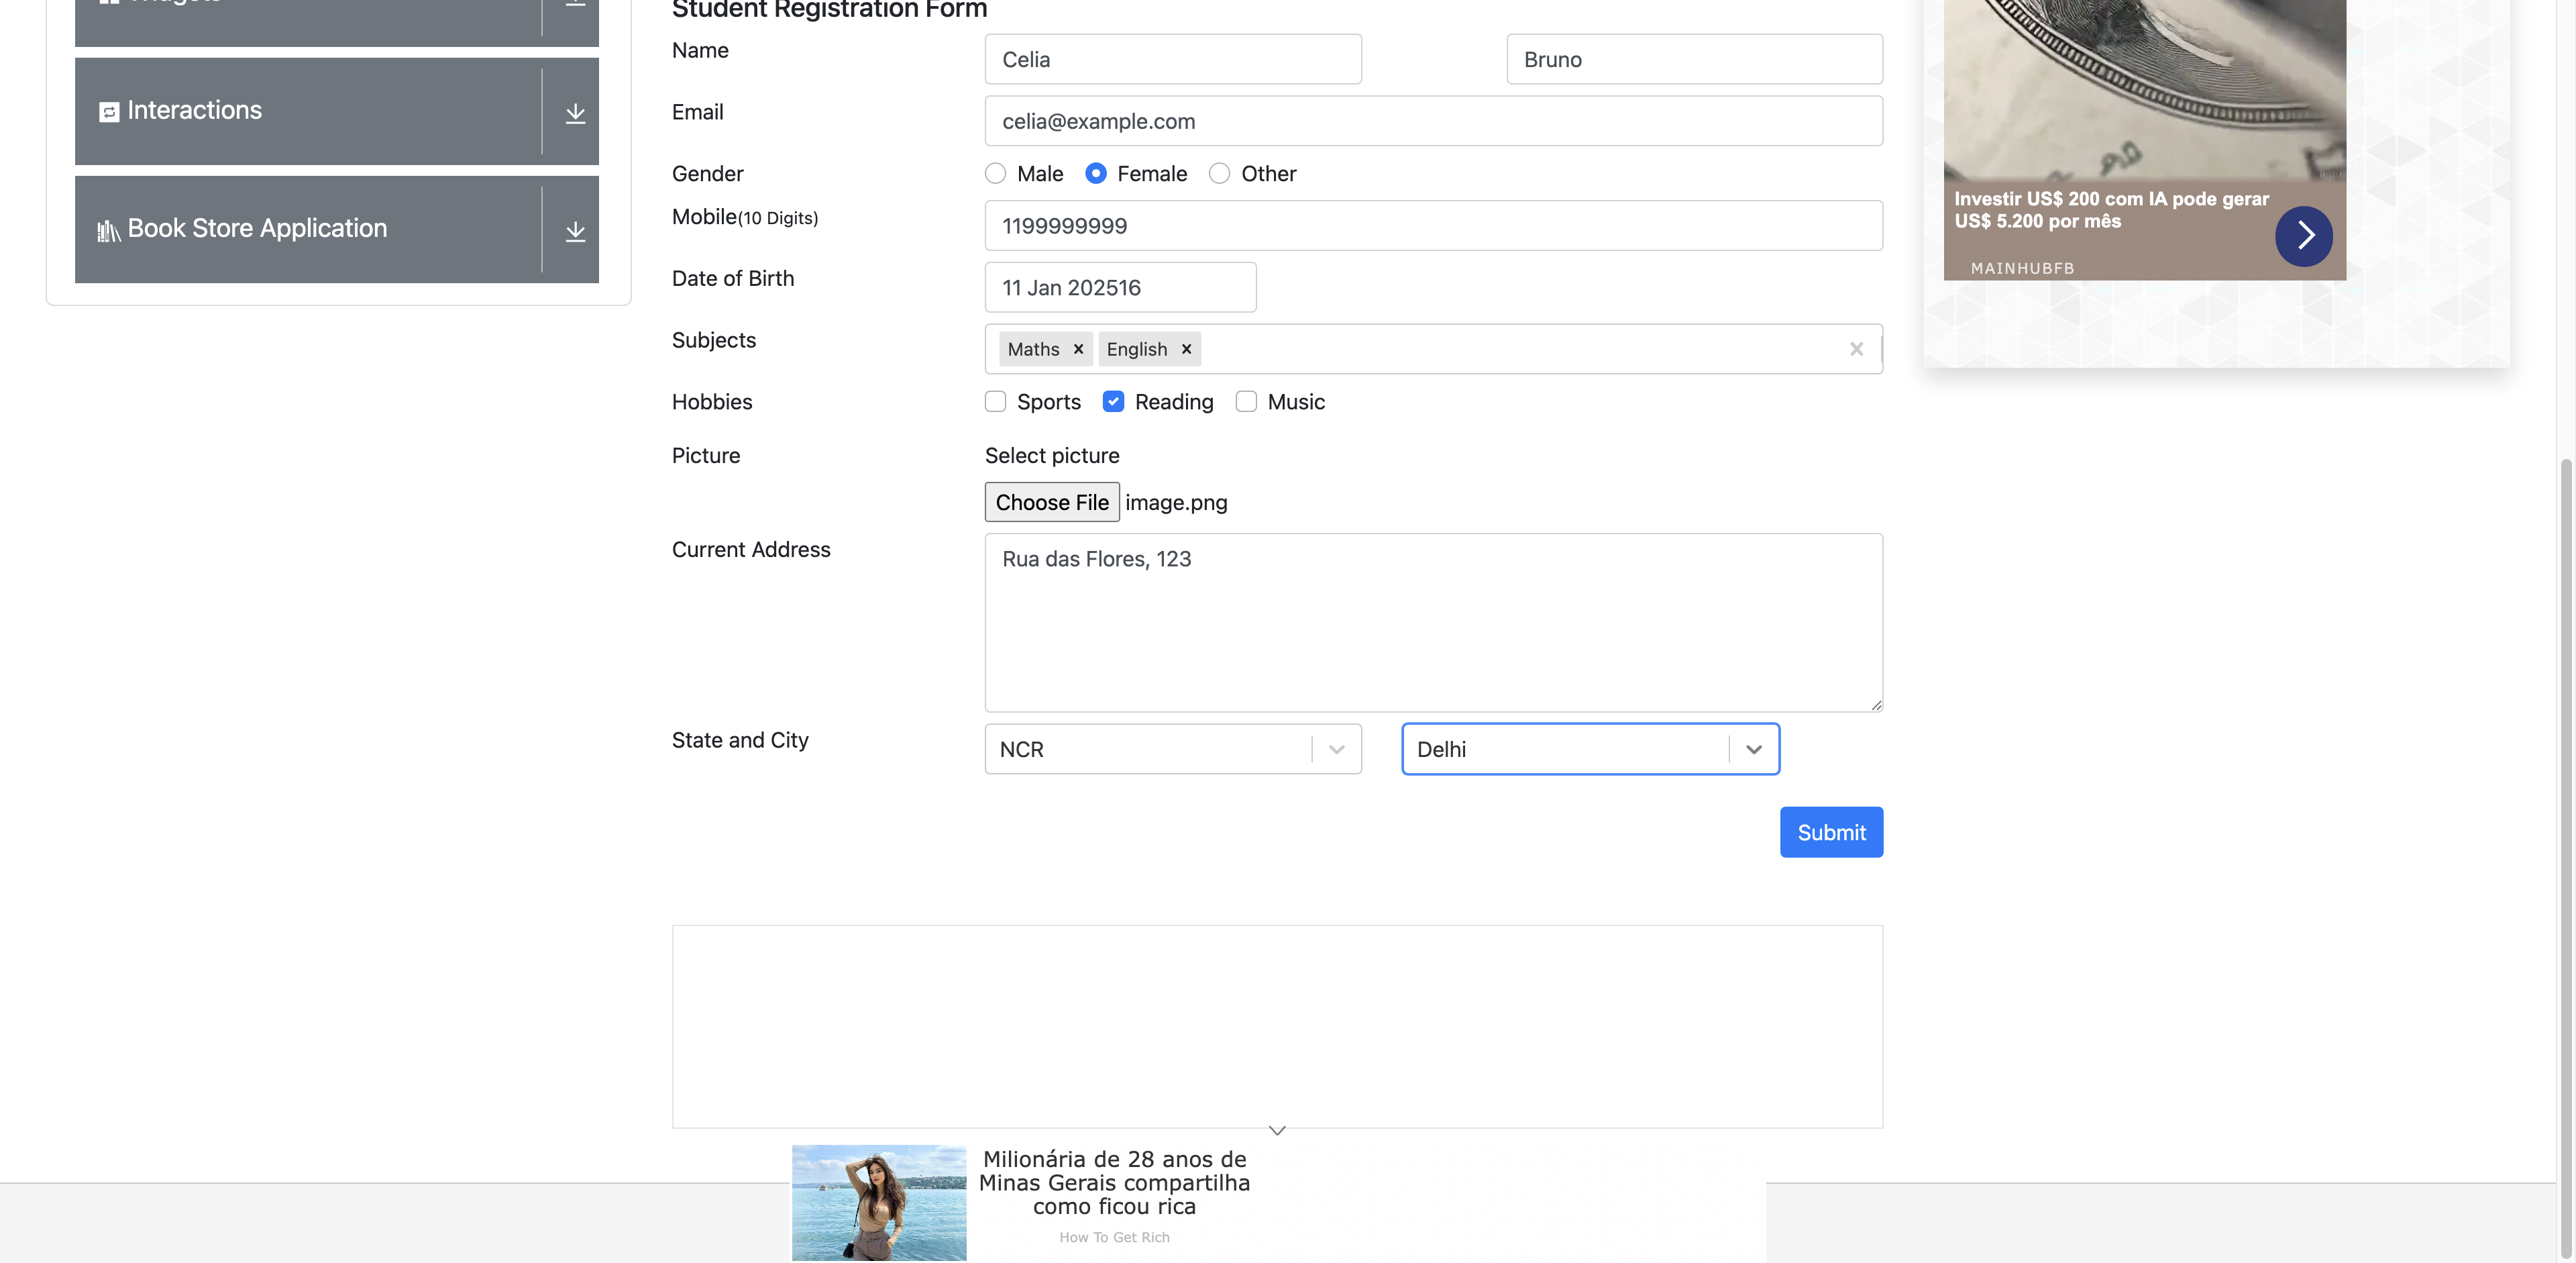 Student Registration Form
Interactions
Book Store Application
Name
Celia
Bruno
Email
celia@example.com
Gender
Male
Female
Other
Mobile(10 Digits)
1199999999
Date of Birth
11 Jan 202516
Subjects
Maths
English
Hobbies
Sports
Reading
Music
Picture
Select picture
Choose File image.png
Current Address
Rua das Flores, 123
State and City
NCR
Delhi
Submit
Investir US$ 200 com IA pode gerar
US$ 5.200 por mês
MAINHUBFB
Milionária de 28 anos de
Minas Gerais compartilha
como ficou rica
How To Get Rich